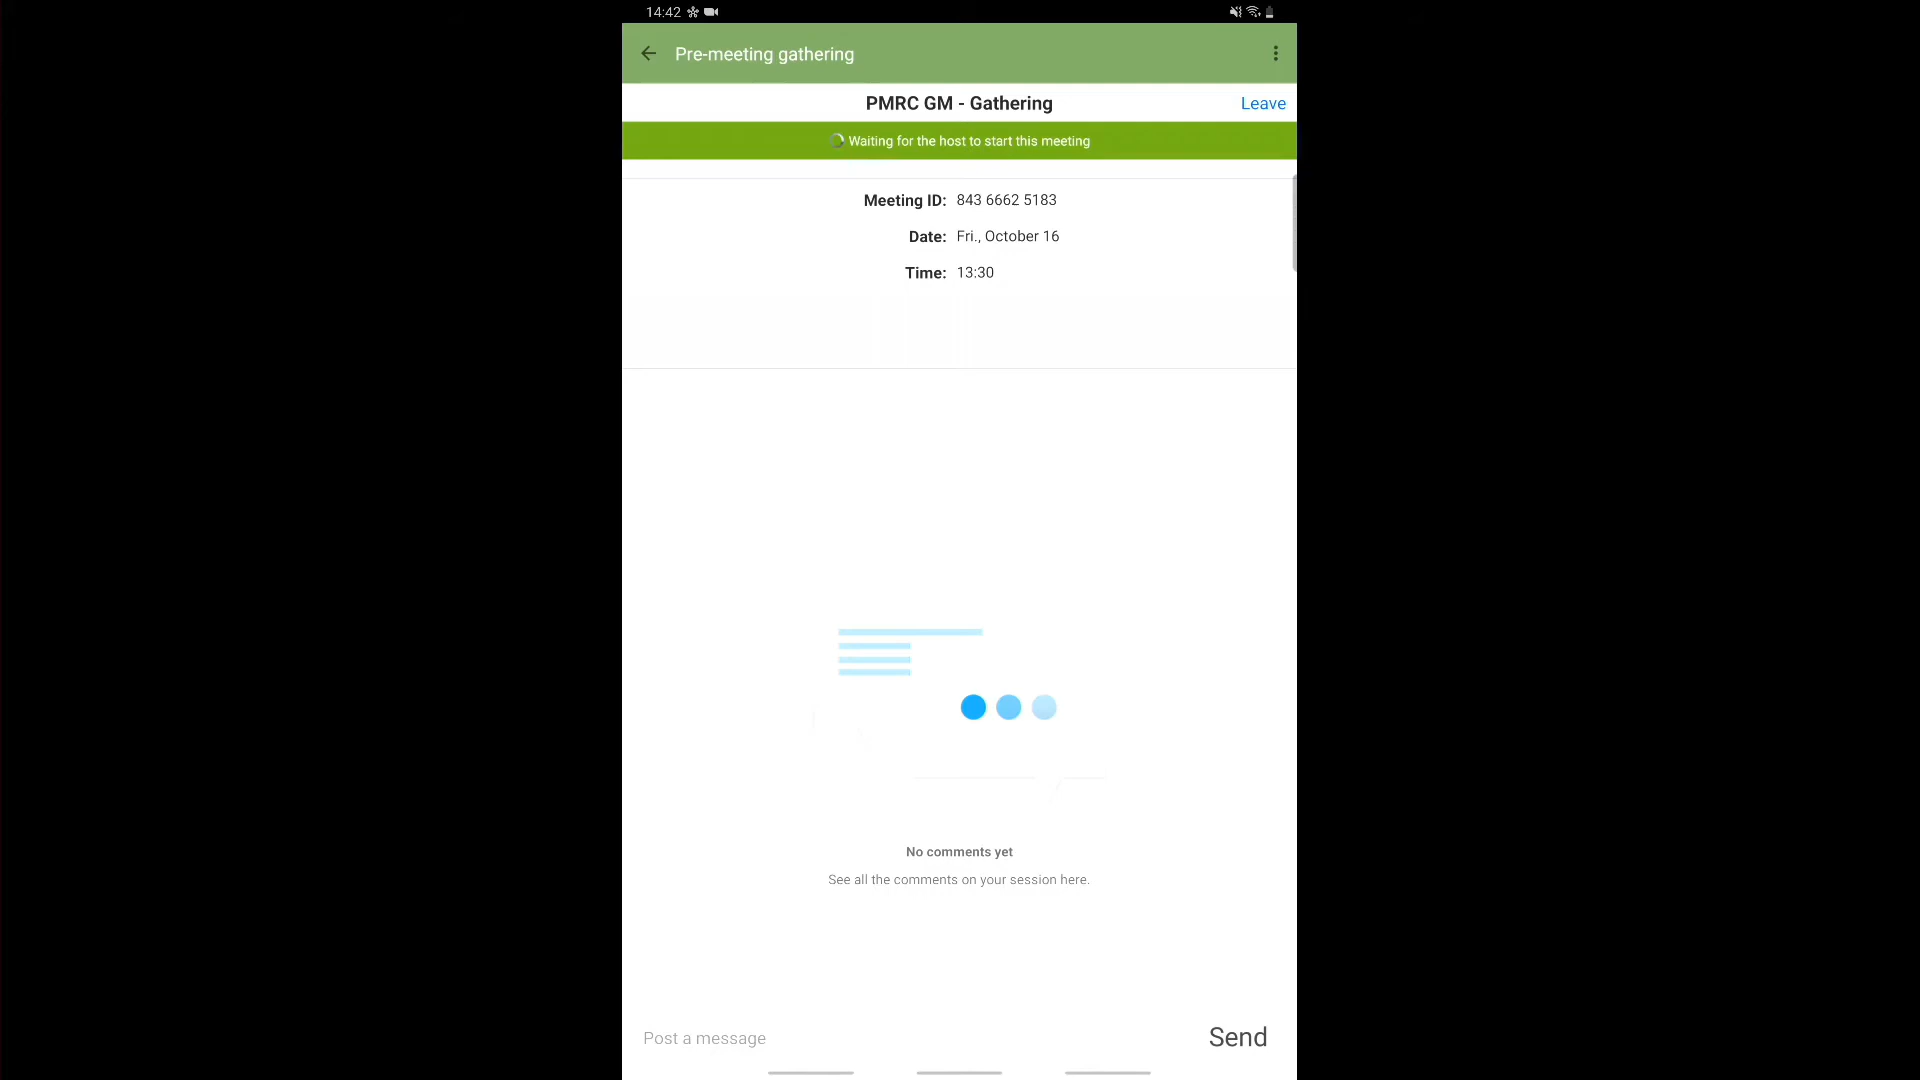 14:42
Pre-meeting gathering
PMRC GM - Gathering
Leave
Waiting for the host to start this meeting
Meeting ID: 843 6662 5183
Date: Fri., October 16
Time: 13:30
No comments yet
See all the comments on your session here.
Post a message
Send